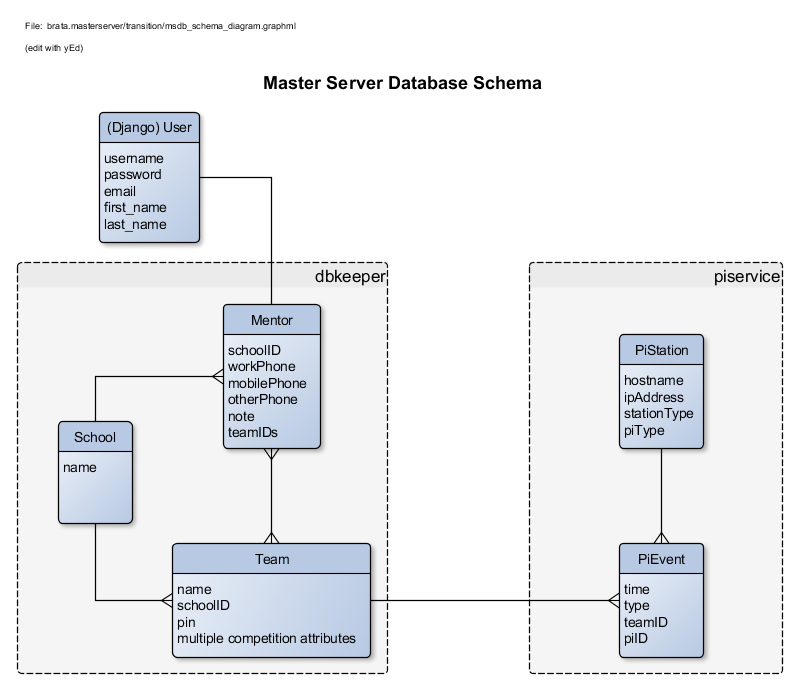 File: brata.masterserver/transition/msdb_schema_diagram.graphml
(edit with yEd)
Master Server Database Schema
(Django) User
username
password
email
first_name
last_name
dbkeeper
Mentor
schoolID
workPhone
mobilePhone
otherPhone
note
teamIDs
School
name
Team
name
schoolID
pin
multiple competition attributes
piservice
PiStation
hostname
ipAddress
stationType
piType
PiEvent
time
type
teamID
piID